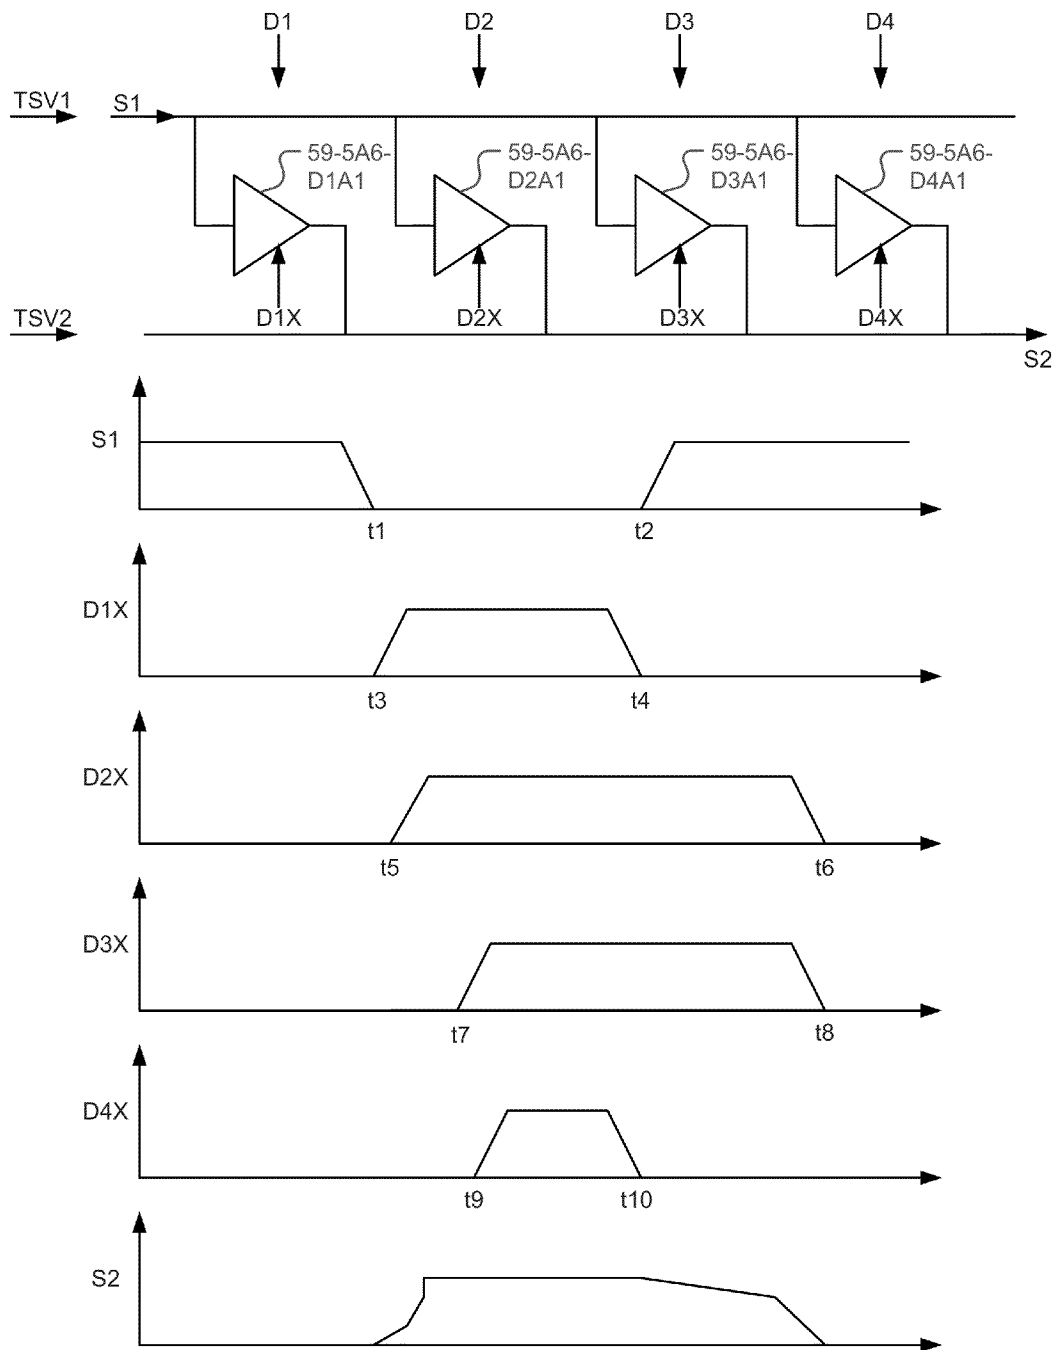 D1 D2 D3 D4
TSV1 S1
59-5A6- 59-5A6- 59-5A6- 59-5A6-
D1A1 D2A1 D3A1 D4A1
TSV2 D1X D2X D3X D4X
S2
S1
t1 t2
D1X
t3 t4
D2X
t5 t6
D3X
t7 t8
D4X
t9 t10
S2